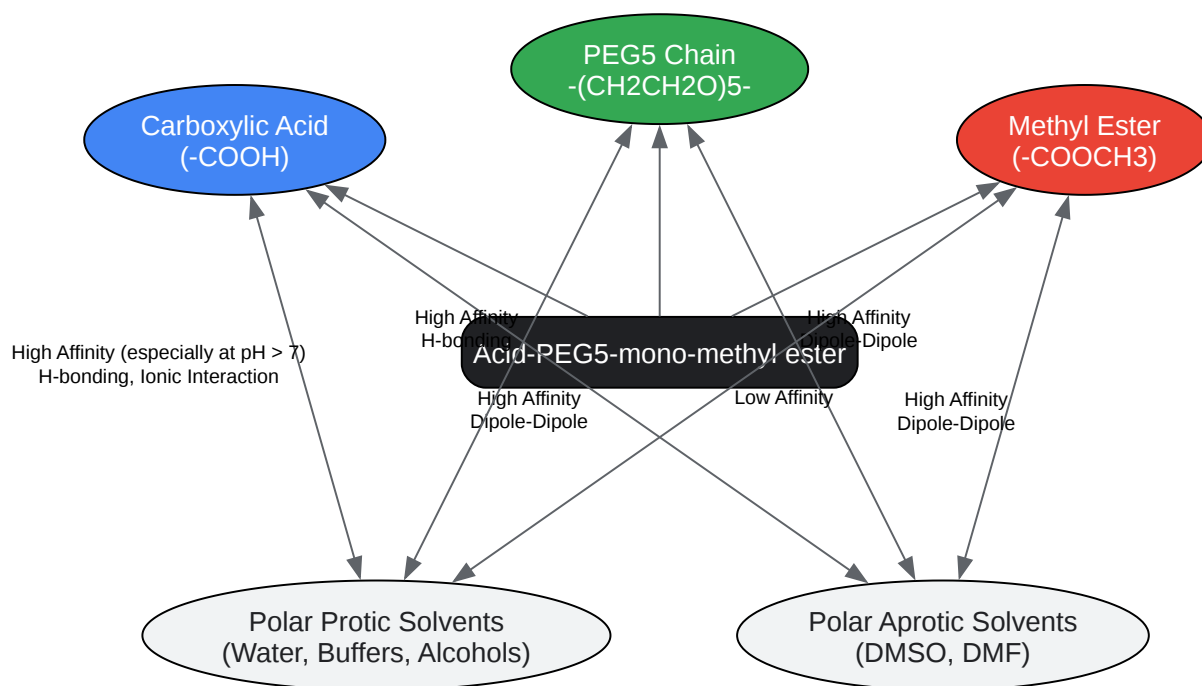 PEG5 Chain
-(CH2CH2O)5-
Carboxylic Acid
(-COOH)
Methyl Ester
(-COOCH3)
High Affinity
H-bonding
High Affinity
Dipole-Dipole
High Affinity (especially at pH > 7)
H-bonding, Ionic Interaction
Acid-PEG5-mono-methyl ester
High Affinity
Dipole-Dipole
Low Affinity
High Affinity
Dipole-Dipole
Polar Protic Solvents
(Water, Buffers, Alcohols)
Polar Aprotic Solvents
(DMSO, DMF)